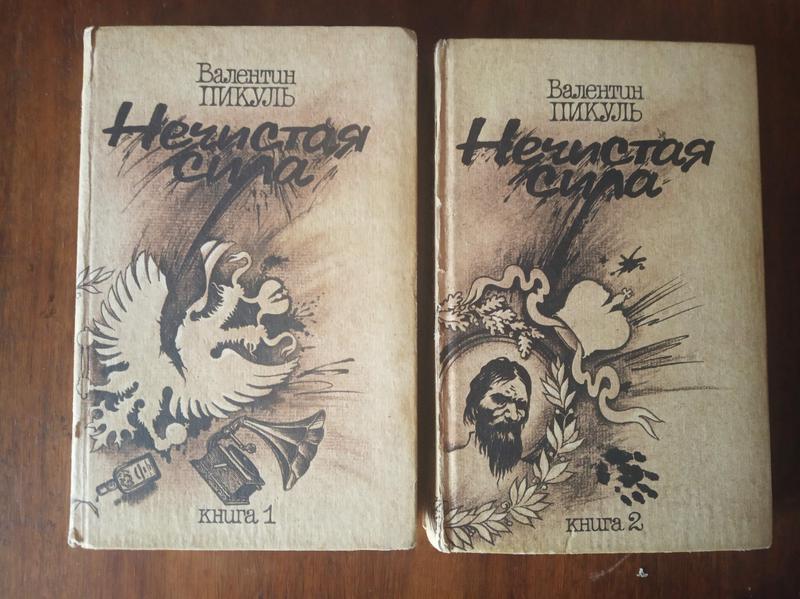 Валентин
ПИКУЛЬ
Нечистая
сила
книга 1
Валентин
ПИКУЛЬ
Нечистая
сила
книга 2